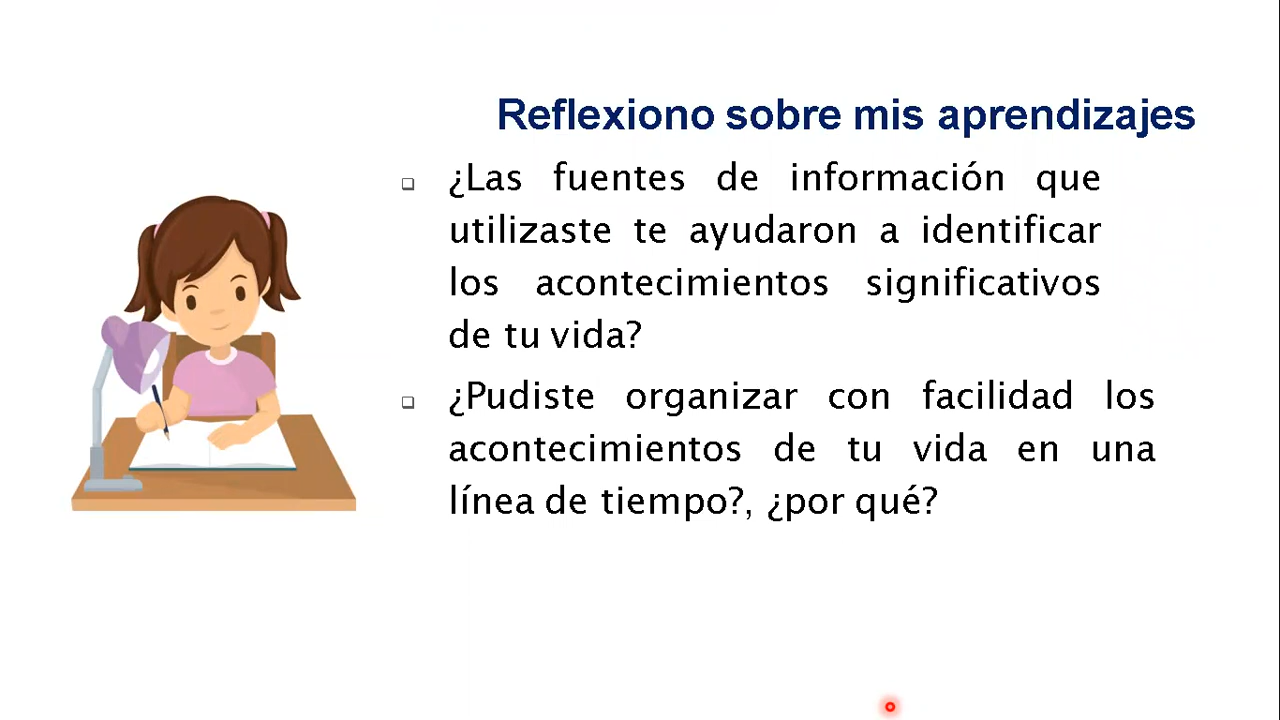 Reflexiono sobre mis aprendizajes
¿Las fuentes de información que
utilizaste te ayudaron a identificar
los acontecimientos significativos
de tu vida?
¿Pudiste organizar con facilidad los
acontecimientos de tu vida en una
línea de tiempo?, ¿por qué?